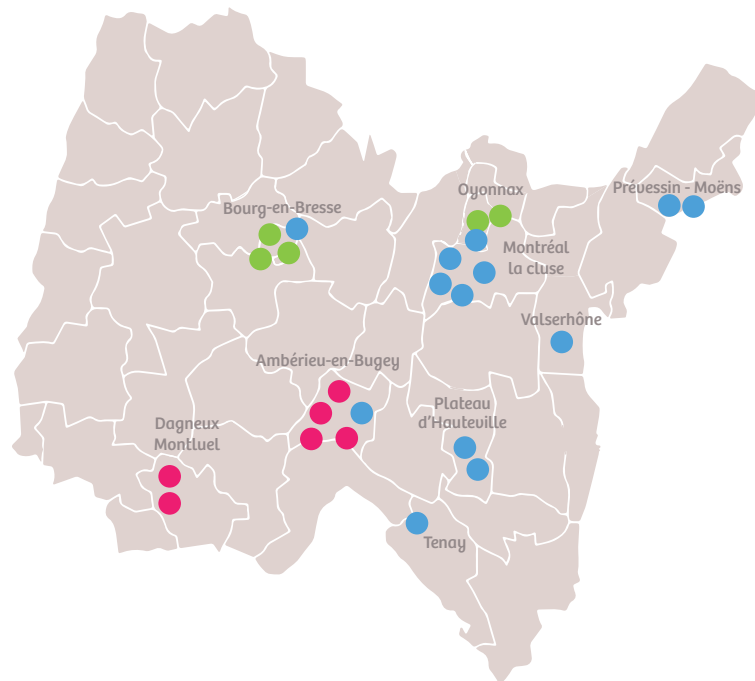 Oyonnax
Prévessin - Moëns
Bourg-en-Bresse
Montréal
la cluse
Valserhône
Ambérieu-en-Bugey
Plateau
d'Hauteville
Dagneux
Montluel
Tenay